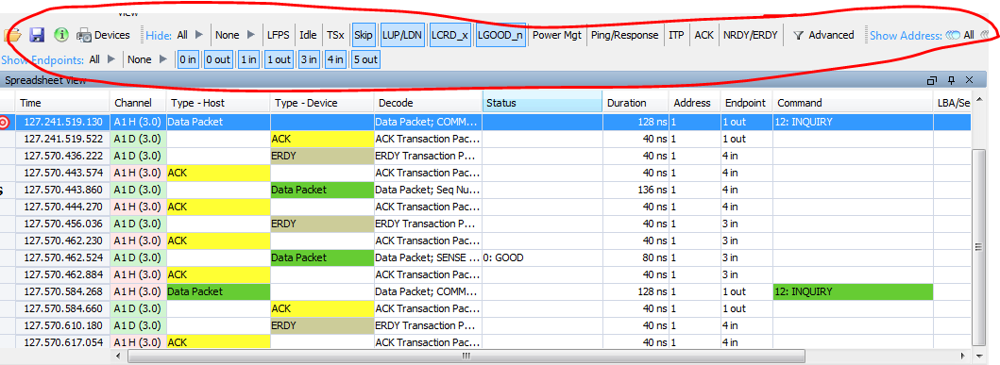 View
Devices Hide: All None LFPS Idle TSx Skip LUP/LDN LCRD_x LGOOD_n Power Mgt Ping/Response ITP ACK NRDY/ERDY Advanced Show Address: All
Show Endpoints: All None 0 in 0 out 1 in 1 out 3 in 4 in 5 out
Spreadsheet View
Time Channel Type - Host Type - Device Decode Status Duration Address Endpoint Command LBA/Se
127.241.519.130 A1H (3.0) Data Packet Data Packet; COMM... 128 ns 1 1 out 12: INQUIRY
127.241.519.522 A1D (3.0) ACK ACK Transaction Pac... 40 ns 1 1 out
127.570.436.222 A1D (3.0) ERDY ERDY Transaction P... 40 ns 1 4 in
127.570.443.574 A1H (3.0) ACK ACK Transaction Pac... 40 ns 1 4 in
127.570.443.860 A1D (3.0) Data Packet Data Packet; Seq Nu... 136 ns 1 4 in
127.570.444.270 A1H (3.0) ACK ACK Transaction Pac... 40 ns 1 4 in
127.570.456.036 A1D (3.0) ERDY ERDY Transaction P... 40 ns 1 3 in
127.570.462.230 A1H (3.0) ACK ACK Transaction Pac... 40 ns 1 3 in
127.570.462.524 A1D (3.0) Data Packet Data Packet; SENSE ... 0: GOOD 80 ns 1 3 in
127.570.462.884 A1H (3.0) ACK ACK Transaction Pac... 40 ns 1 3 in
127.570.584.268 A1H (3.0) Data Packet Data Packet; COMM... 128 ns 1 1 out 12: INQUIRY
127.570.584.660 A1D (3.0) ACK ACK Transaction Pac... 40 ns 1 1 out
127.570.610.180 A1D (3.0) ERDY ERDY Transaction P... 40 ns 1 4 in
127.570.617.054 A1H (3.0) ACK ACK Transaction Pac... 40 ns 1 4 in